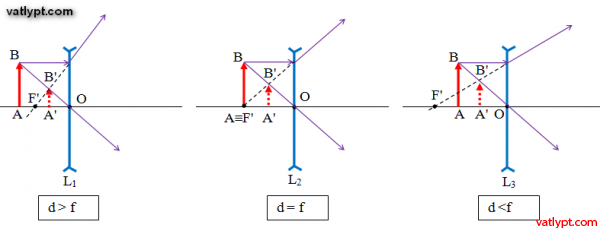 vatlypt.com
B
B'
F'
O
A
A'
L1
d > f
B
B'
O
A≡F'
A'
L2
d = f
B
B'
F'
A
A'
O
L3
d <f
vatlypt.com